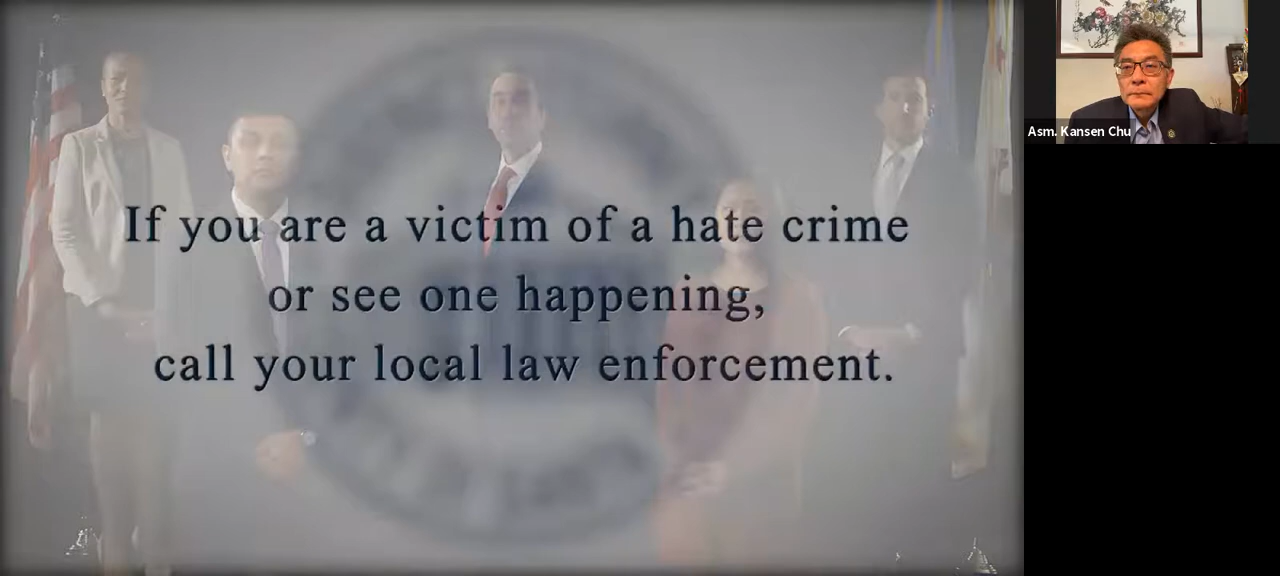 If you are a victim of a hate crime
or see one happening,
call your local law enforcement.
Asm. Kansen Chu